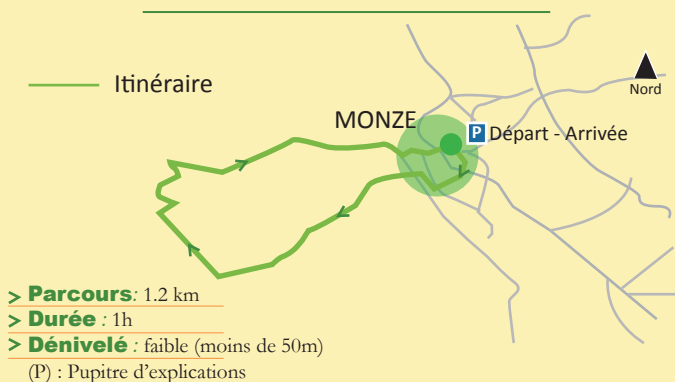 Itinéraire
Nord
MONZE
P Départ - Arrivée
> Parcours: 1.2 km
> Durée : 1h
> Dénivelé : faible (moins de 50m)
(P) : Pupitre d'explications